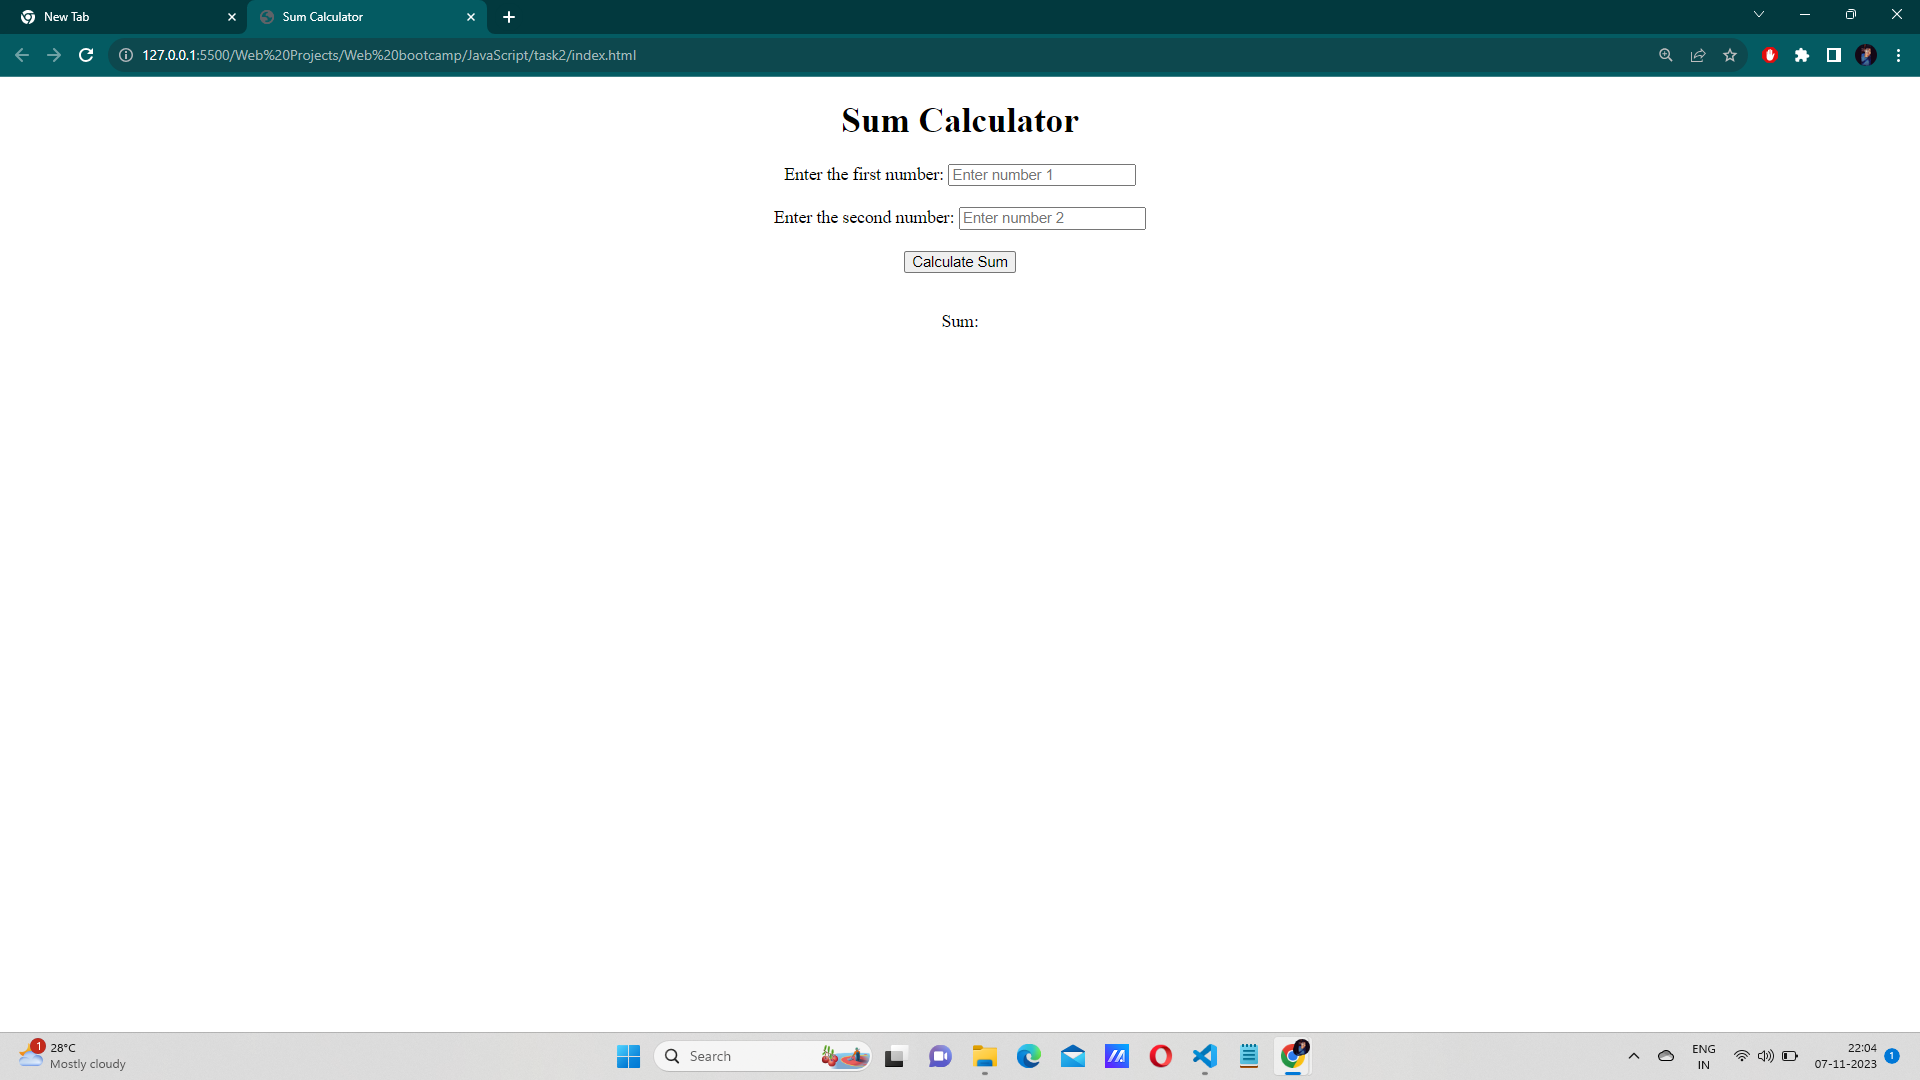 New Tab
Sum Calculator
127.0.0.1:5500/Web%20Projects/Web%20bootcamp/JavaScript/task2/index.html
Sum Calculator
Enter the first number: Enter number 1
Enter the second number: Enter number 2
Calculate Sum
Sum:
1
28°C
Mostly cloudy
Search
ENG
IN
22:04
07-11-2023
1